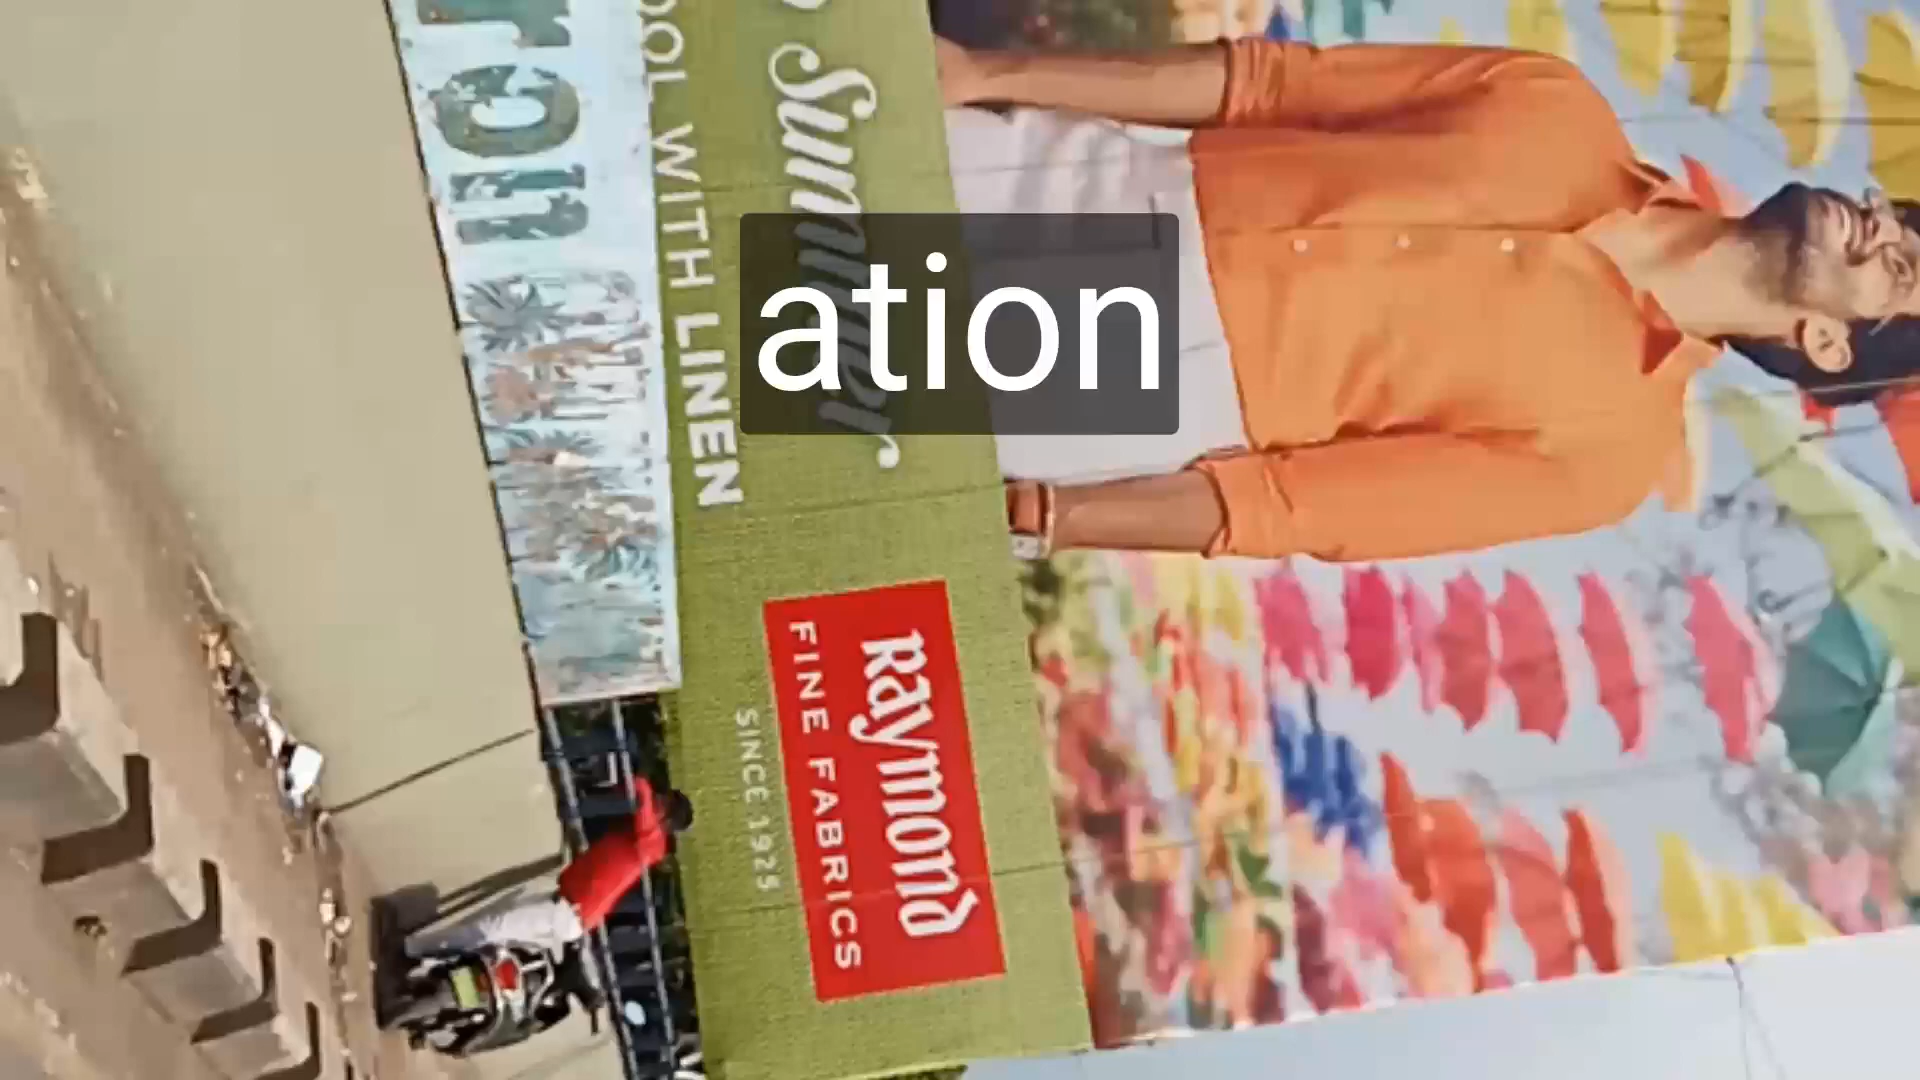 ation
Summer
OOL WITH LINEN
Raymond
FINE FABRICS
SINCE 1925